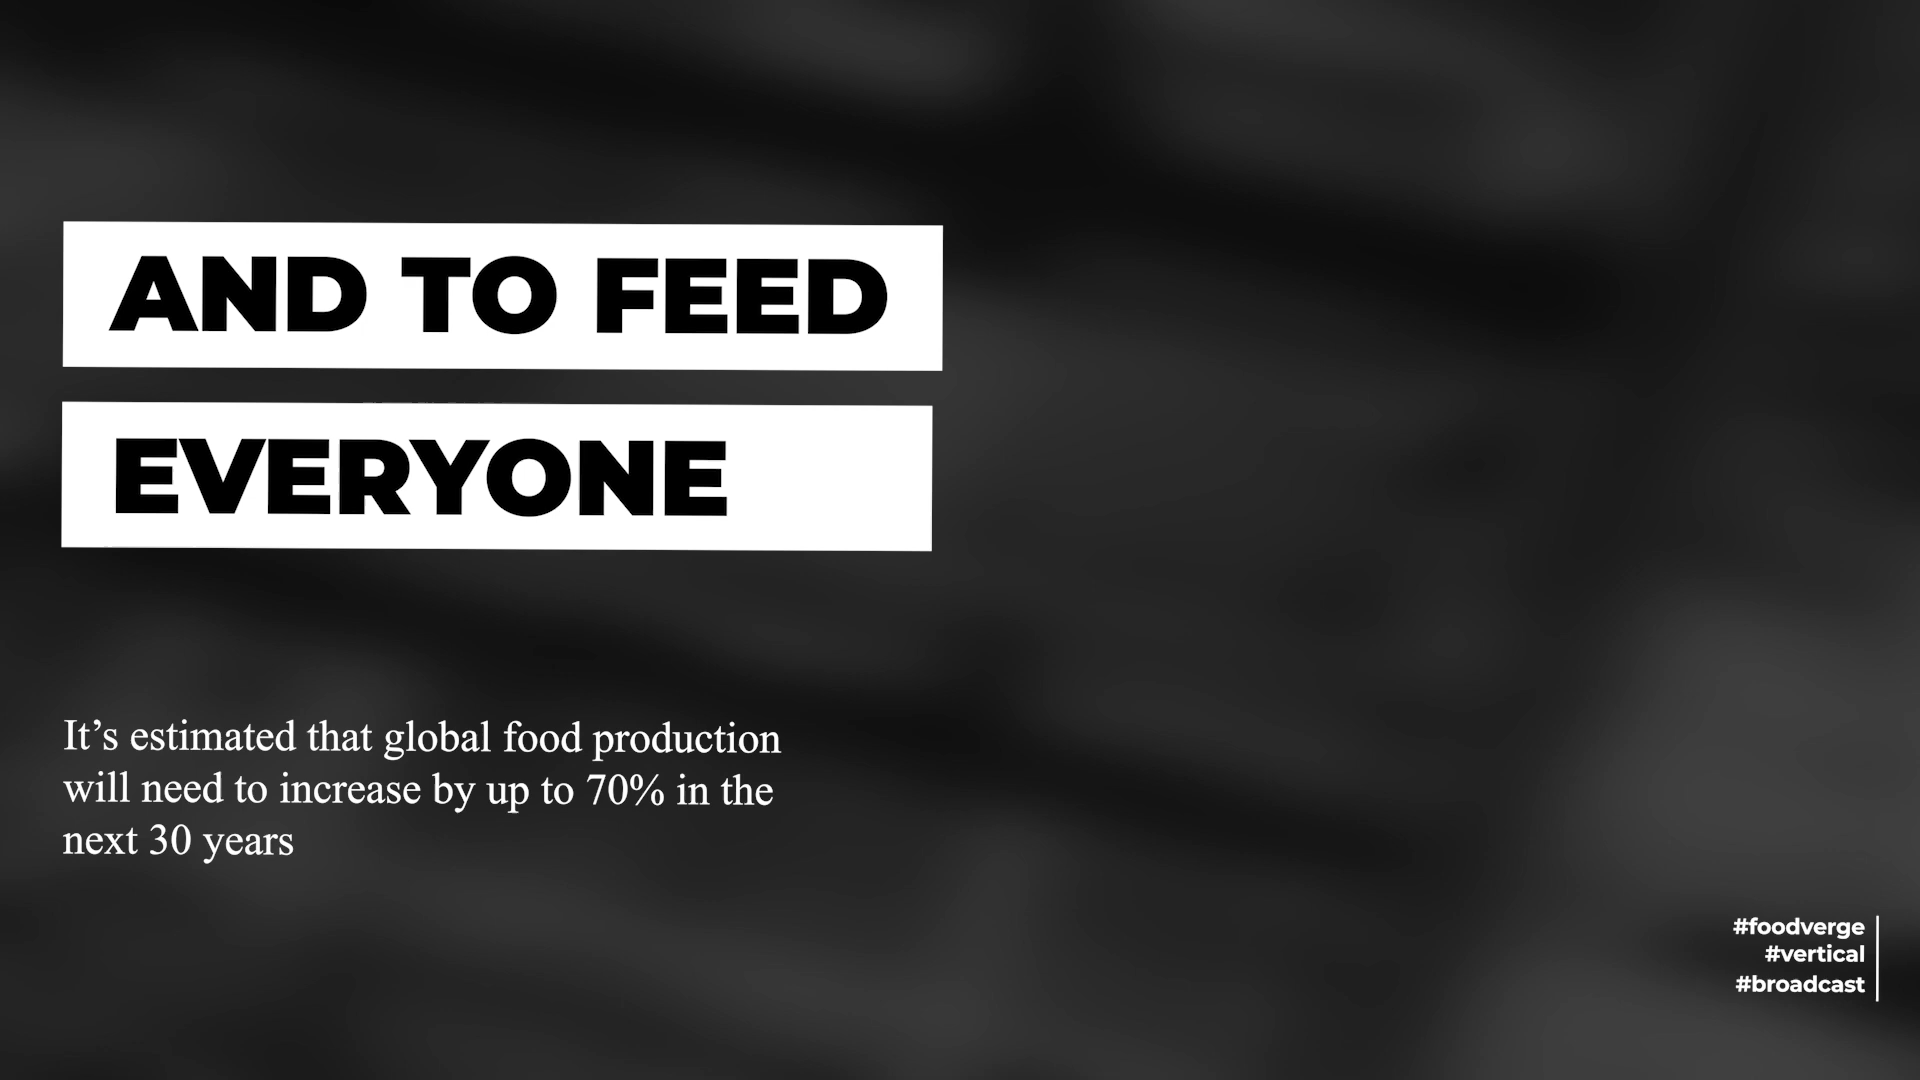 AND TO FEED
EVERYONE
It’s estimated that global food production
will need to increase by up to 70% in the
next 30 years
#foodverge
#vertical
#broadcast